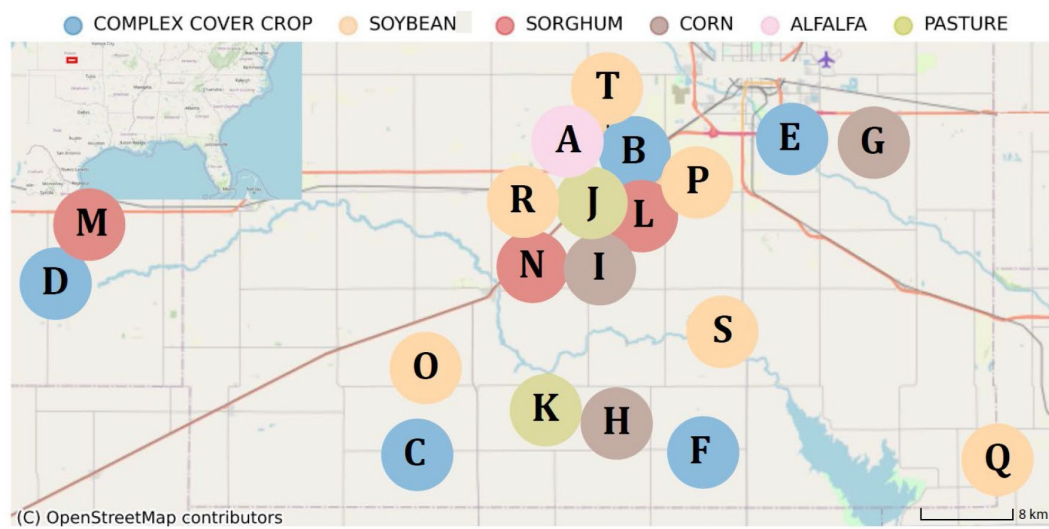 COMPLEX COVER CROP SOYBEAN SORGHUM CORN ALFALFA PASTURE
T
A
B
E
G
P
R
J
L
M
N
I
D
S
O
K
H
C
F
Q
(C) OpenStreetMap contributors
8 km